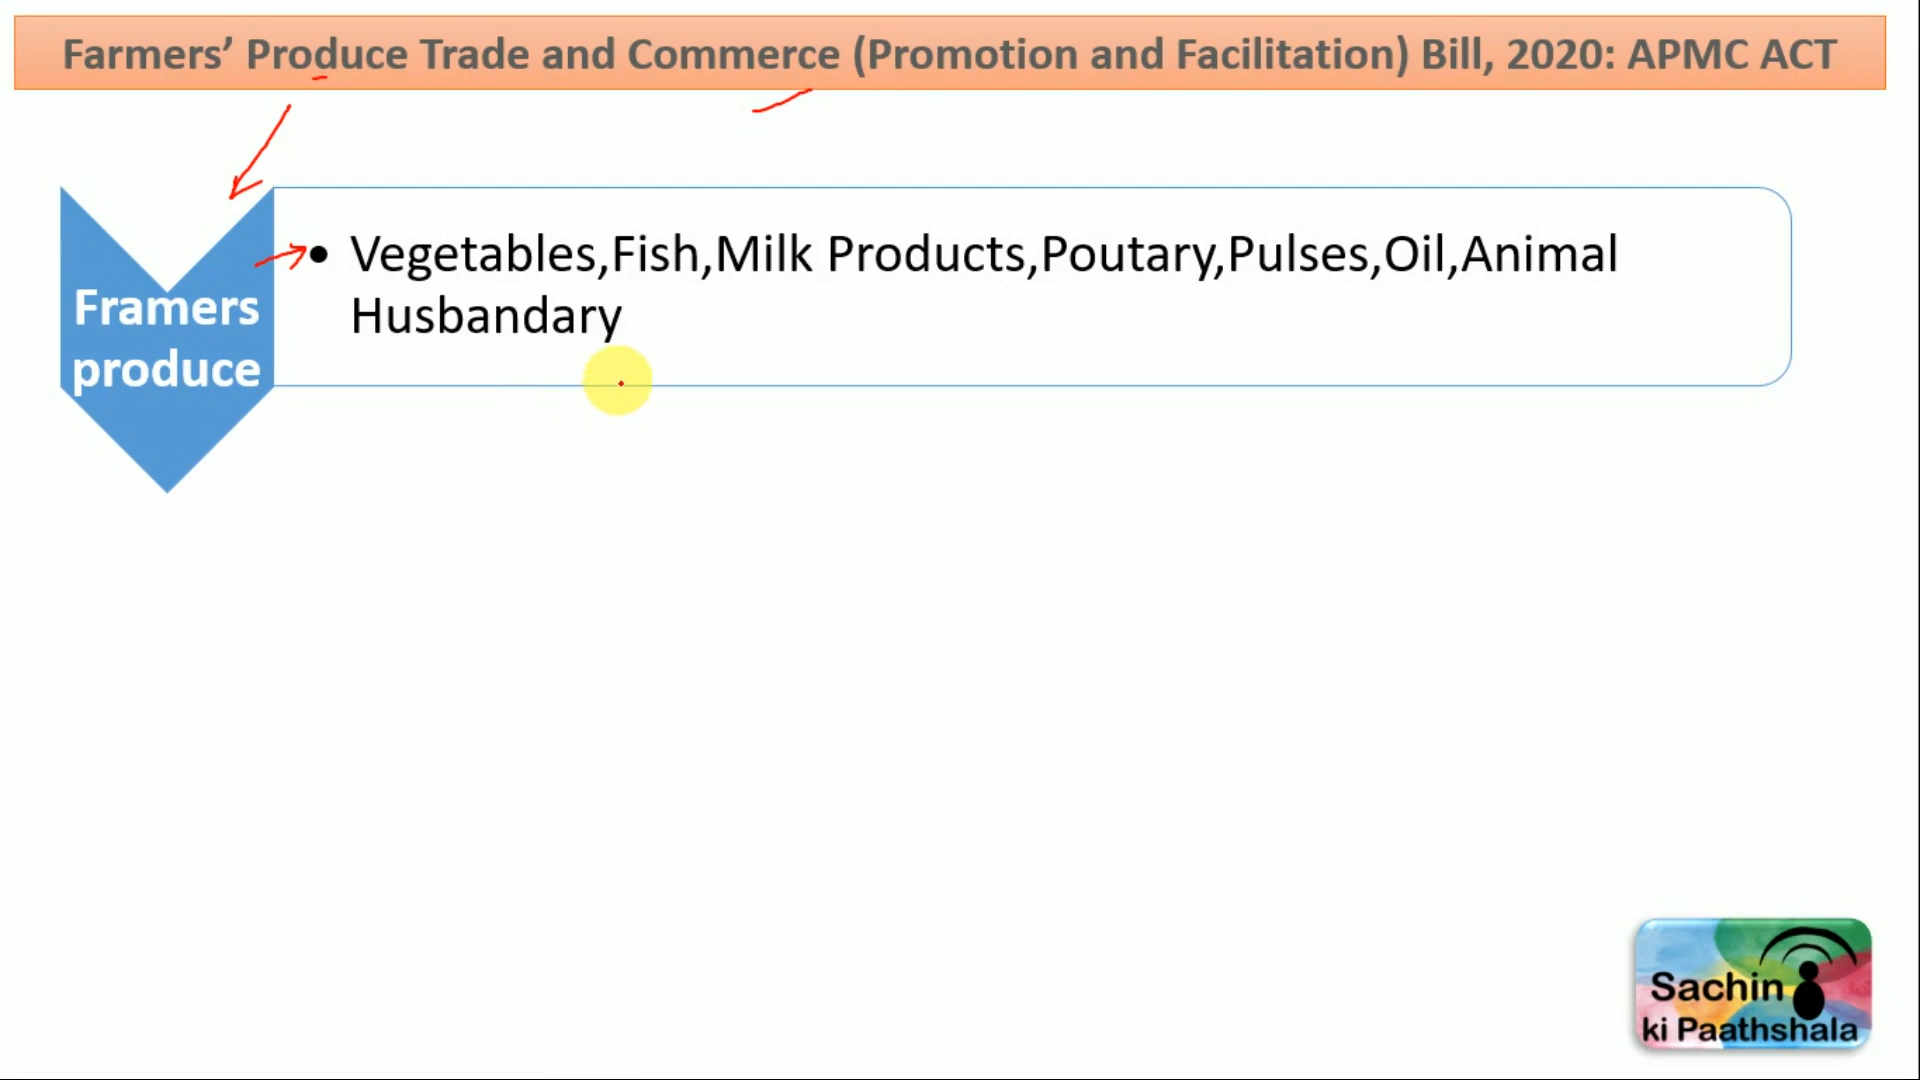 Farmers’ Produce Trade and Commerce (Promotion and Facilitation) Bill, 2020: APMC ACT
Framers
produce
• Vegetables,Fish,Milk Products,Poutary,Pulses,Oil,Animal
Husbandary
Sachin
ki Paathshala